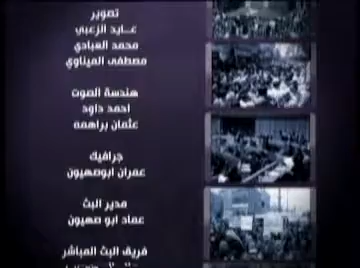 تصوير
عـايد الزعبي
محمد العبادي
مصطفى الميناوي
هندسة الصوت
احمد داود
عثمان براهمه
جرافيك
عمران ابوصهيون
مدير البث
عماد ابو صهيون
فريق البث المباشر